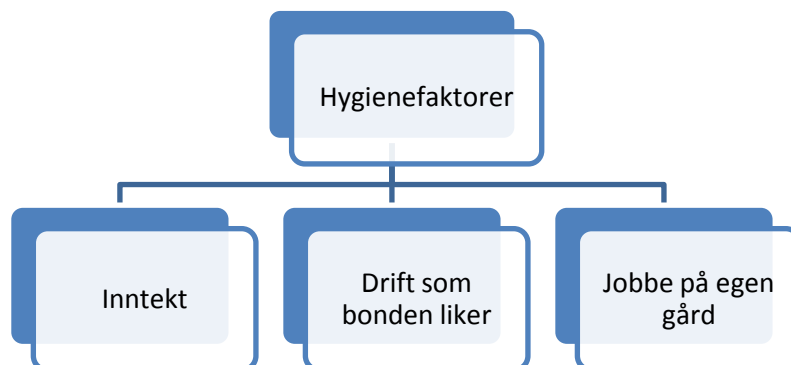 Hygienefaktorer
Inntekt
Drift som
bonden liker
Jobbe på egen
gård